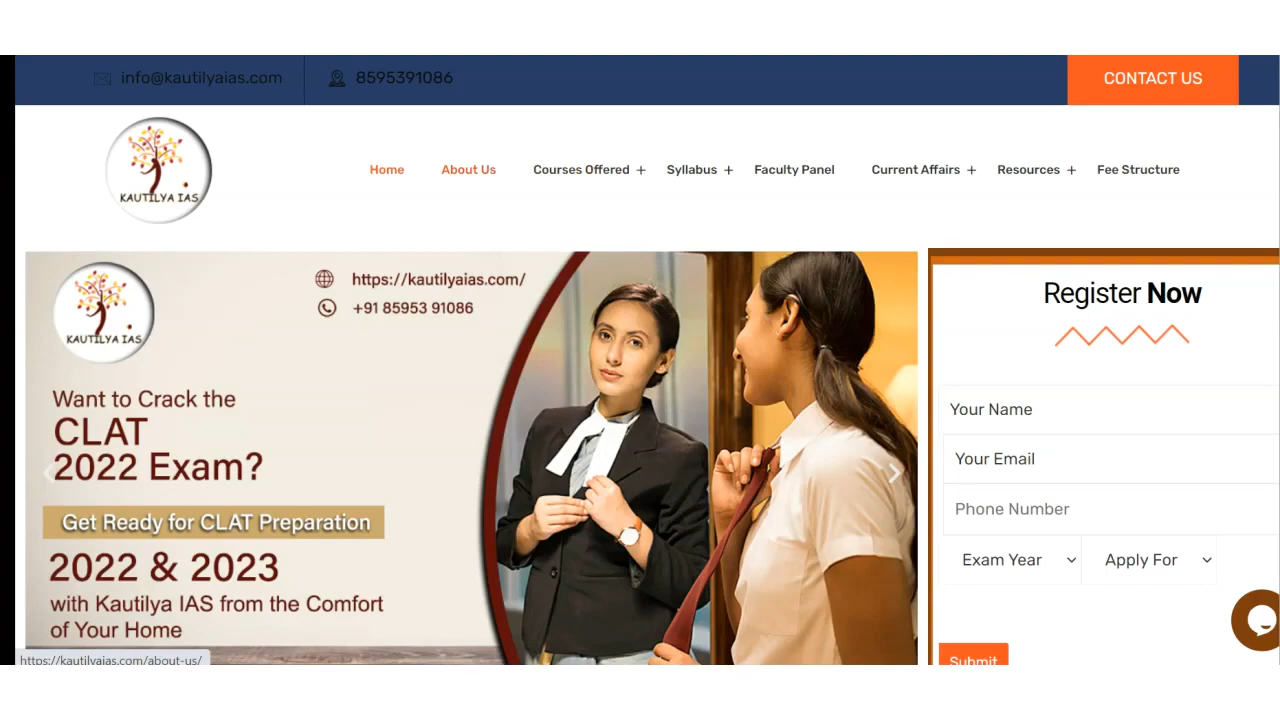 info@kautilyaias.com 8595391086 CONTACT US
KAUTILYA IAS
Home About Us Courses Offered + Syllabus + Faculty Panel Current Affairs + Resources + Fee Structure
KAUTILYA IAS
https://kautilyaias.com/
+91 85953 91086
Want to Crack the
CLAT
2022 Exam?
Get Ready for CLAT Preparation
2022 & 2023
with Kautilya IAS from the Comfort
of Your Home
Register Now
Your Name
Your Email
Phone Number
Exam Year Apply For
Submit
https://kautilyaias.com/about-us/